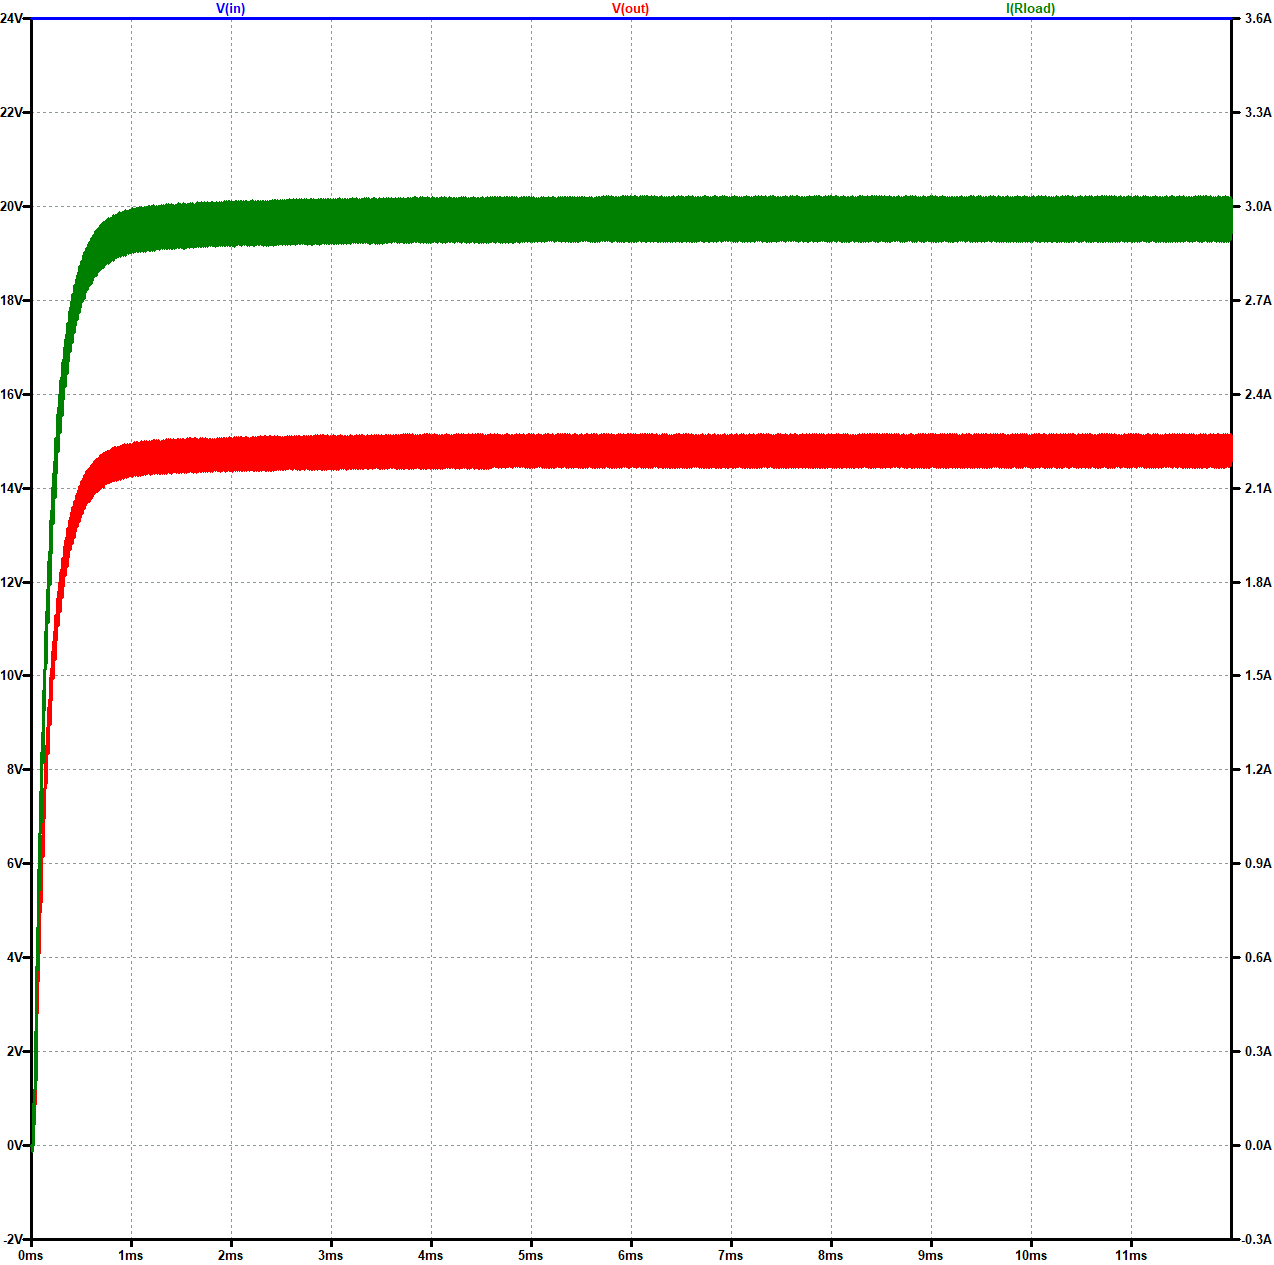 V(in) V(out) I(Rload)
24V 3.6A
22V 3.3A
20V 3.0A
18V 2.7A
16V 2.4A
14V 2.1A
12V 1.8A
10V 1.5A
8V 1.2A
6V 0.9A
4V 0.6A
2V 0.3A
0V 0.0A
-2V -0.3A
0ms 1ms 2ms 3ms 4ms 5ms 6ms 7ms 8ms 9ms 10ms 11ms